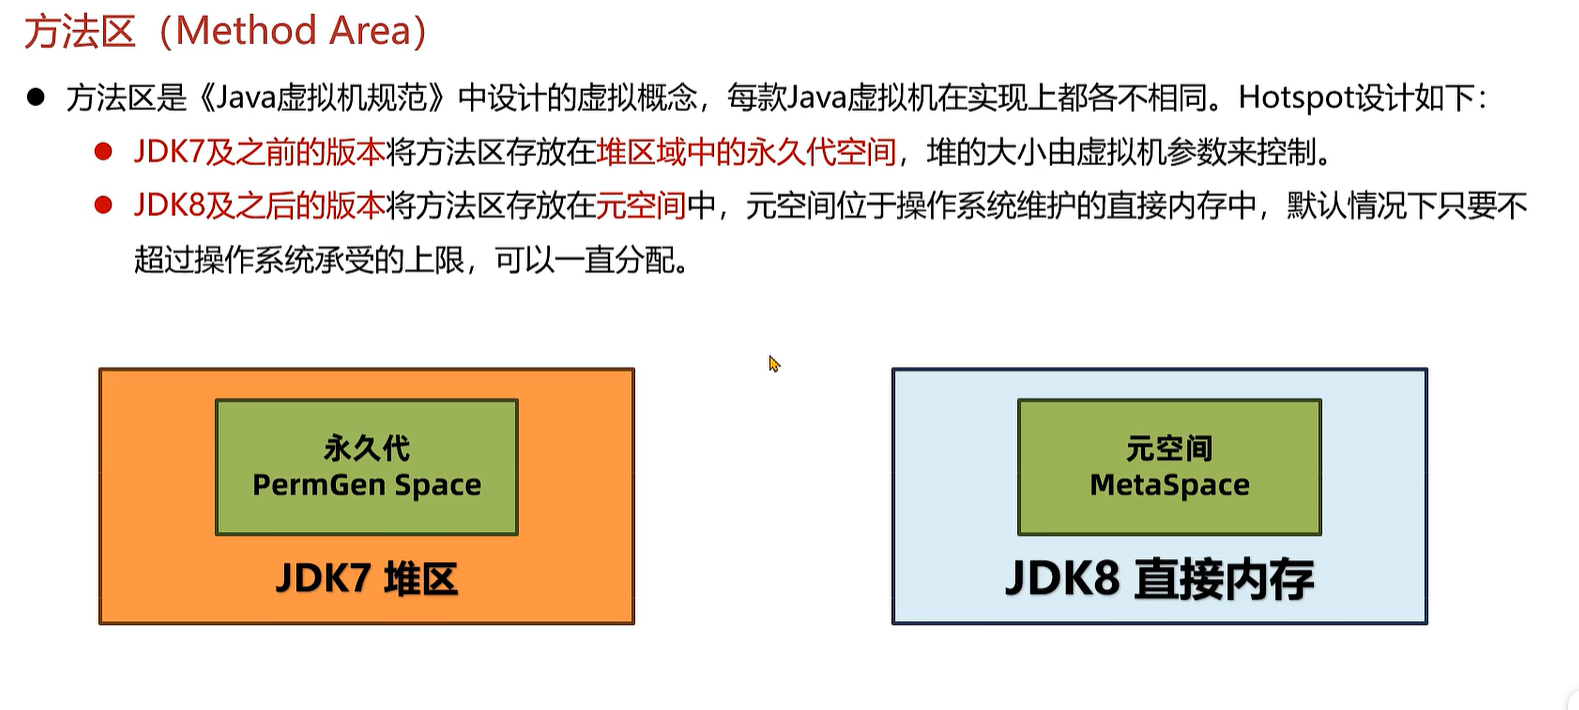 方法区（Method Area）
● 方法区是《Java虚拟机规范》中设计的虚拟概念，每款Java虚拟机在实现上都各不相同。Hotspot设计如下：
● JDK7及之前的版本将方法区存放在堆区域中的永久代空间，堆的大小由虚拟机参数来控制。
● JDK8及之后的版本将方法区存放在元空间中，元空间位于操作系统维护的直接内存中，默认情况下只要不
超过操作系统承受的上限，可以一直分配。
永久代
PermGen Space
JDK7 堆区
元空间
MetaSpace
JDK8 直接内存